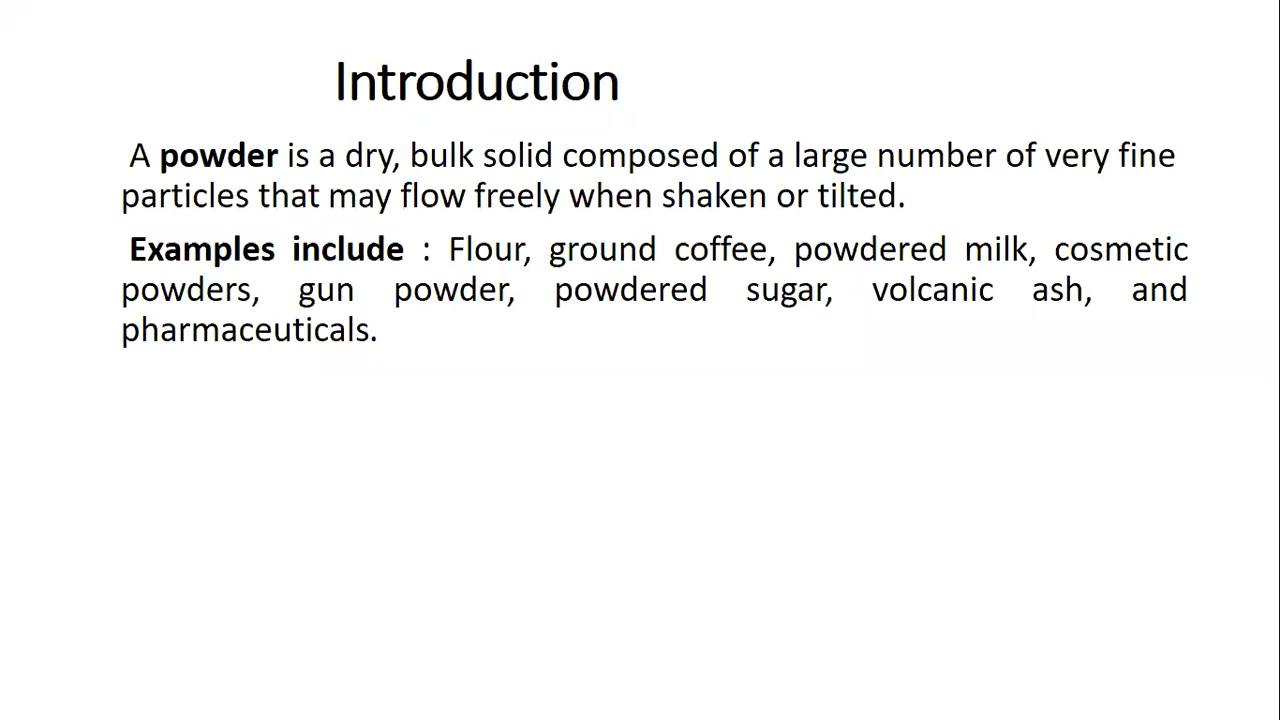 Introduction
A powder is a dry, bulk solid composed of a large number of very fine
particles that may flow freely when shaken or tilted.
Examples include : Flour, ground coffee, powdered milk, cosmetic
powders, gun powder, powdered sugar, volcanic ash, and
pharmaceuticals.